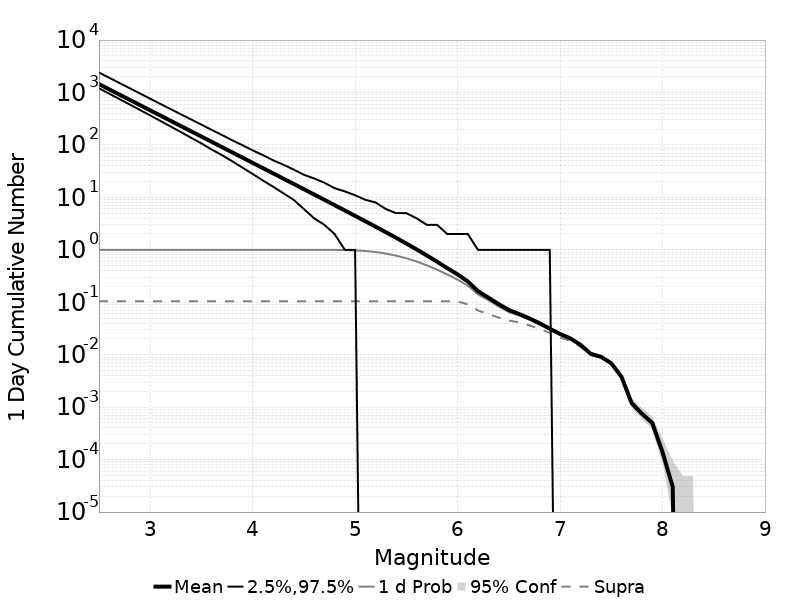 10^4
10^3
10^2
10^1
10^0
10^-1
10^-2
10^-3
10^-4
10^-5
1 Day Cumulative Number
3 4 5 6 7 8 9
Magnitude
Mean 2.5%,97.5% 1 d Prob 95% Conf Supra